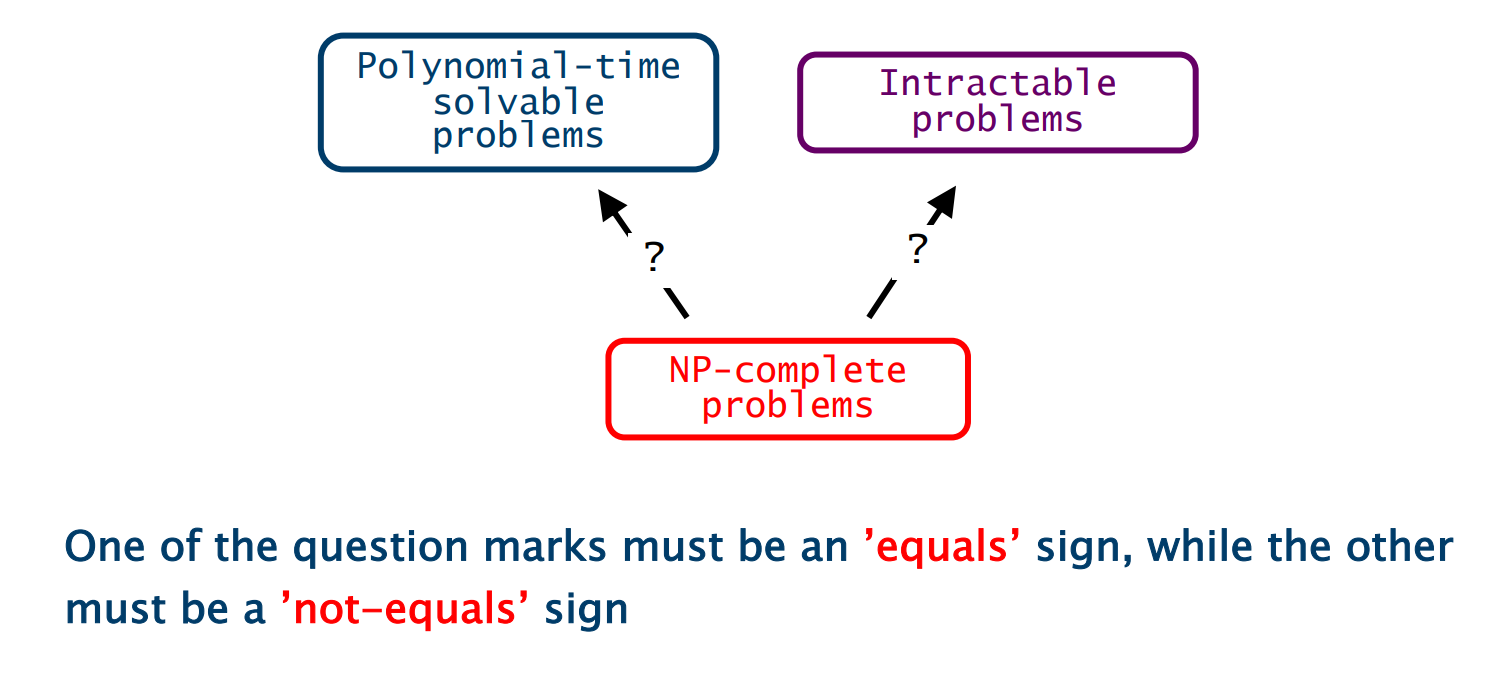 Polynomial-time
solvable
problems
Intractable
problems
?
?
NP-complete
problems
One of the question marks must be an ’equals’ sign, while the other
must be a ’not-equals’ sign